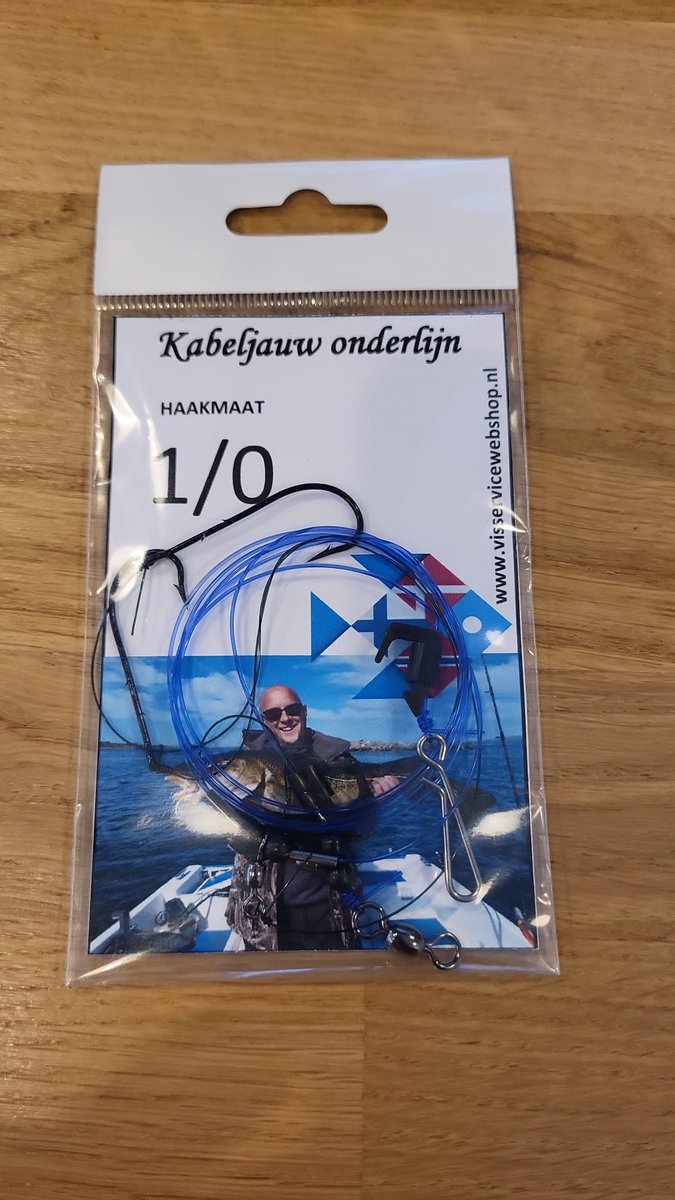 Kabeljauw onderlijn
HAAKMAAT
1/0
www.visservicewebshop.nl